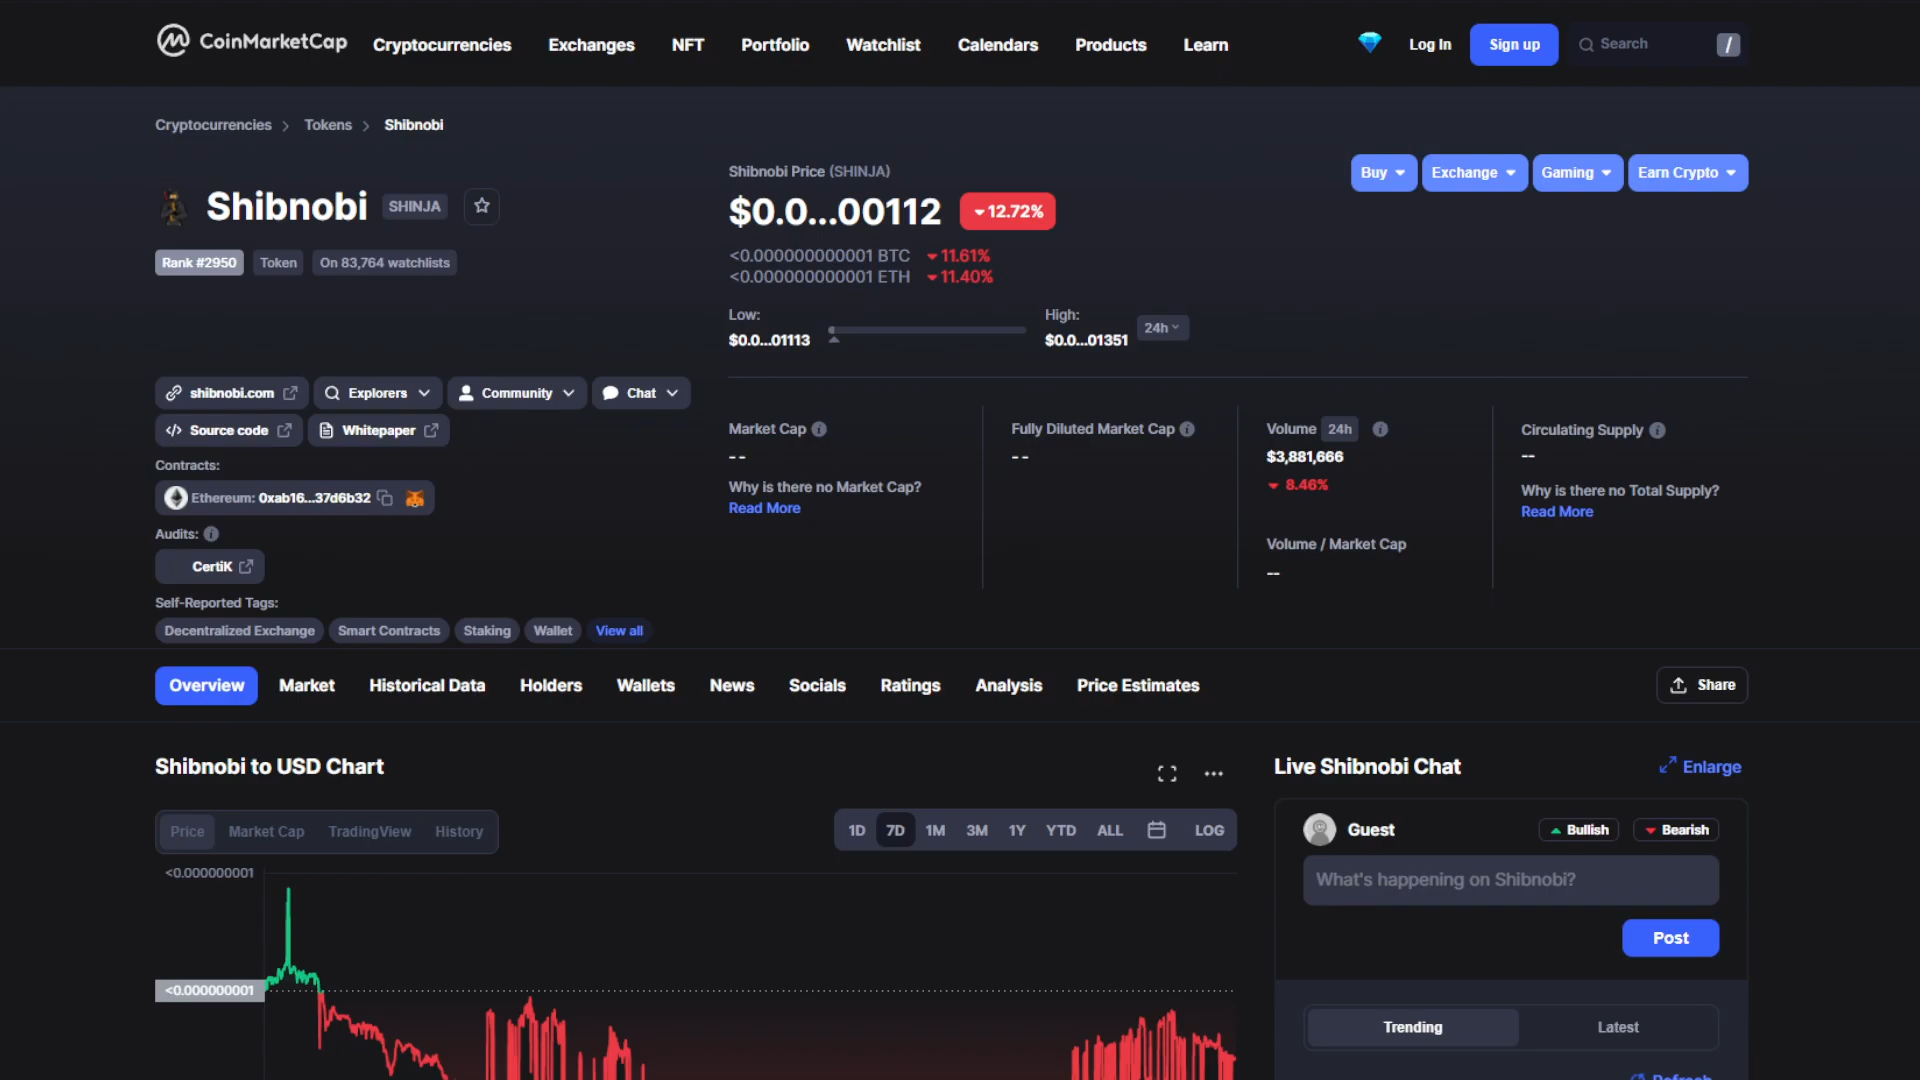 CoinMarketCap Cryptocurrencies Exchanges NFT Portfolio Watchlist Calendars Products Learn Log In Sign up Search /
Cryptocurrencies Tokens Shibnobi
Shibnobi SHINJA
Rank #2950 Token On 83,764 watchlists
Shibnobi Price (SHINJA)
$0.0...00112 12.72%
<0.000000000001 BTC 11.61%
<0.000000000001 ETH 11.40%
Low:
$0.0...01113
High:
$0.0...01351
24h
Buy Exchange Gaming Earn Crypto
shibnobi.com Explorers Community Chat
Source code Whitepaper
Contracts:
Ethereum: 0xab16...37d6b32
Audits:
CertiK
Self-Reported Tags:
Decentralized Exchange Smart Contracts Staking Wallet View all
Market Cap
--
Why is there no Market Cap?
Read More
Fully Diluted Market Cap
--
Volume 24h
$3,881,666
8.46%
Volume / Market Cap
--
Circulating Supply
--
Why is there no Total Supply?
Read More
Overview Market Historical Data Holders Wallets News Socials Ratings Analysis Price Estimates Share
Shibnobi to USD Chart
Price Market Cap TradingView History 1D 7D 1M 3M 1Y YTD ALL LOG
<0.000000001
<0.000000001
Live Shibnobi Chat Enlarge
Guest Bullish Bearish
What's happening on Shibnobi?
Post
Trending Latest
Refresh